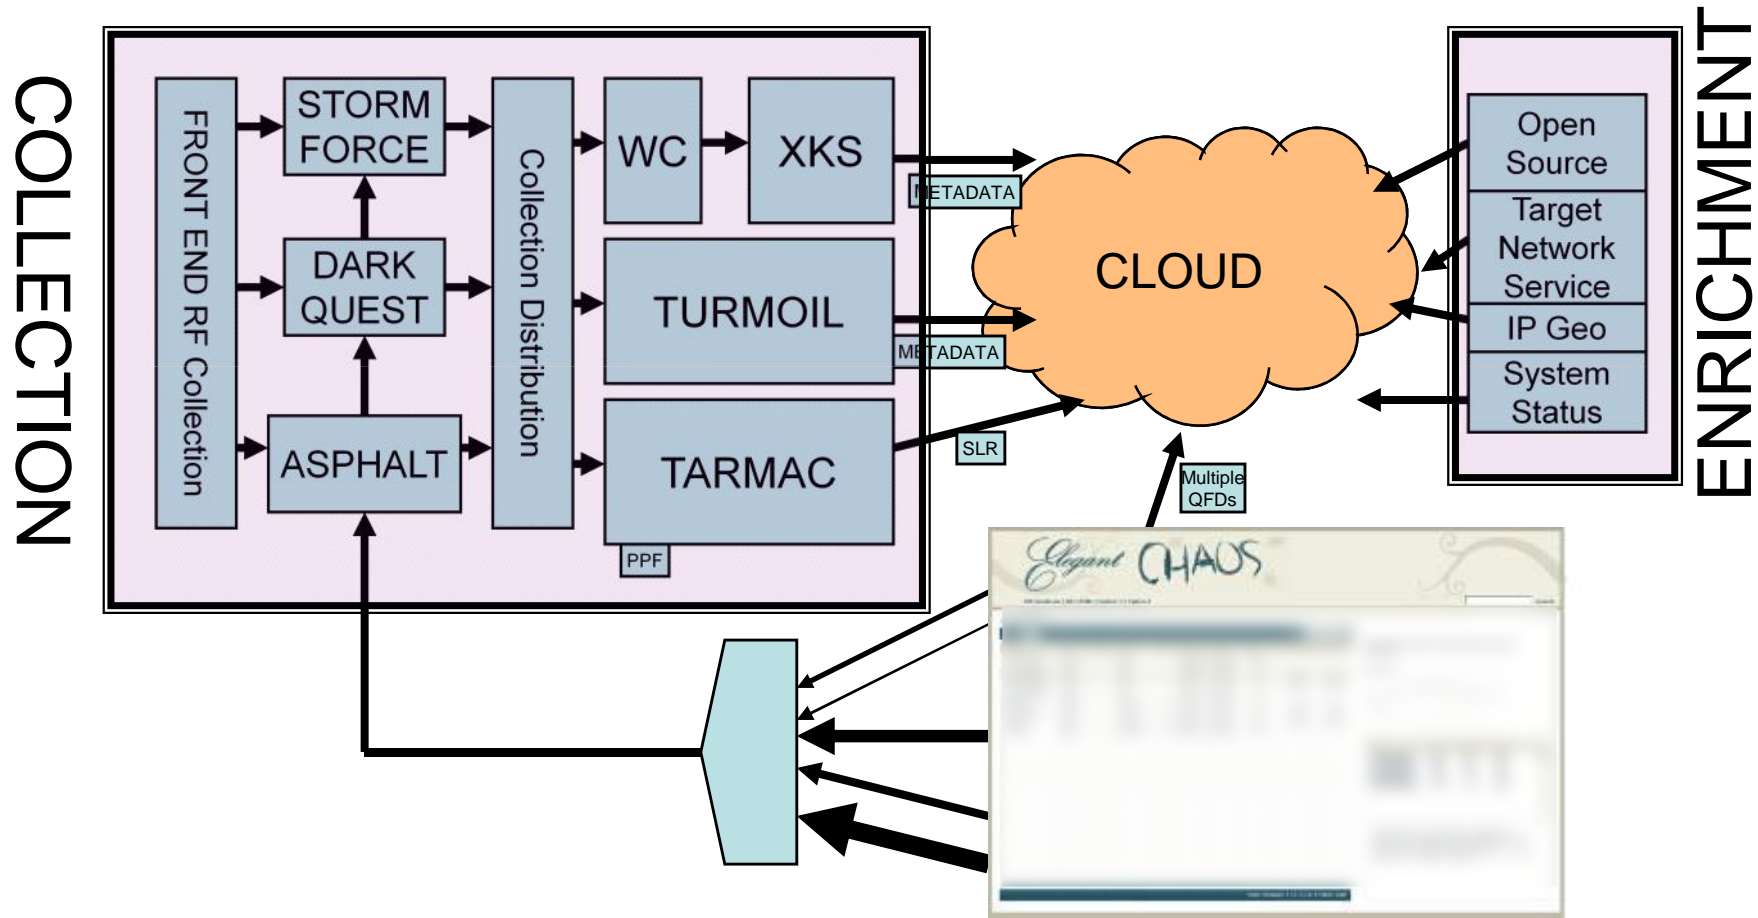 COLLECTION
FRONT END RF Collection
STORM
FORCE
DARK
QUEST
ASPHALT
Collection Distribution
WC
XKS
TURMOIL
TARMAC
PPF
METADATA
METADATA
SLR
CLOUD
Multiple
QFDs
Open
Source
Target
Network
Service
IP Geo
System
Status
ENRICHMENT
Elegant CHAOS